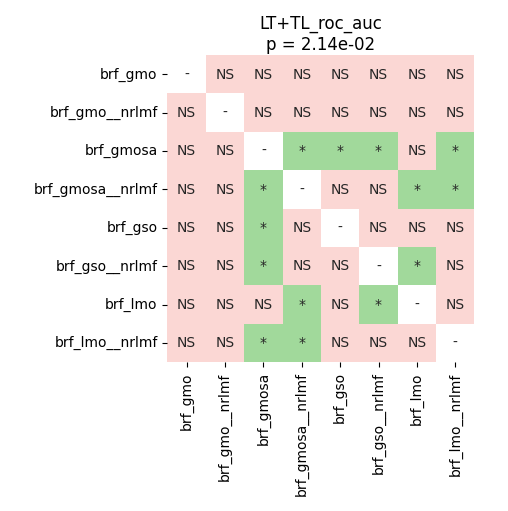 LT+TL_roc_auc
p = 2.14e-02
brf_gmo - NS NS NS NS NS NS NS
brf_gmo__nrlmf NS - NS NS NS NS NS NS
brf_gmosa NS NS - * * * NS *
brf_gmosa__nrlmf NS NS * - NS NS * *
brf_gso NS NS * NS - NS NS NS
brf_gso__nrlmf NS NS * NS NS - * NS
brf_lmo NS NS NS * NS * - NS
brf_lmo__nrlmf NS NS * * NS NS NS -
brf_gmo
brf_gmo__nrlmf
brf_gmosa
brf_gmosa__nrlmf
brf_gso
brf_gso__nrlmf
brf_lmo
brf_lmo__nrlmf